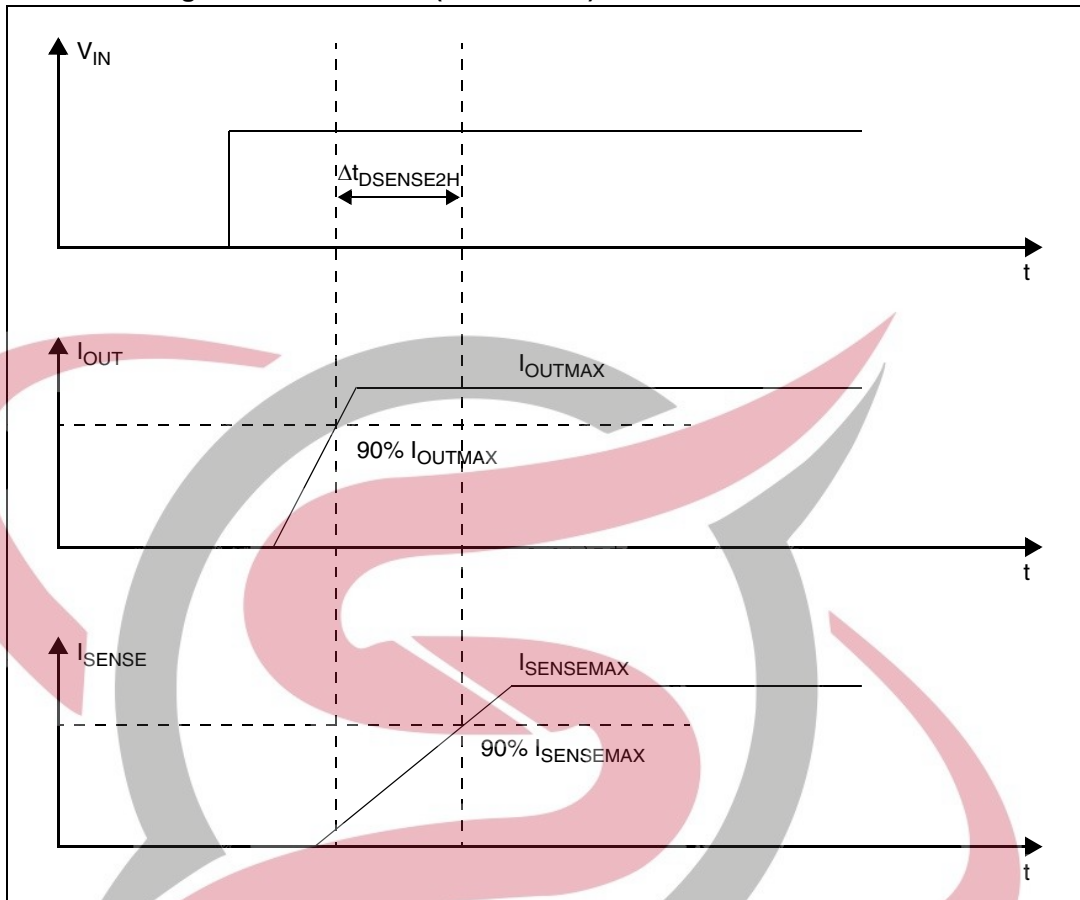 V_IN
Δt_DSENSE2H
t
I_OUT
I_OUTMAX
90% I_OUTMAX
t
I_SENSE
I_SENSEMAX
90% I_SENSEMAX
t